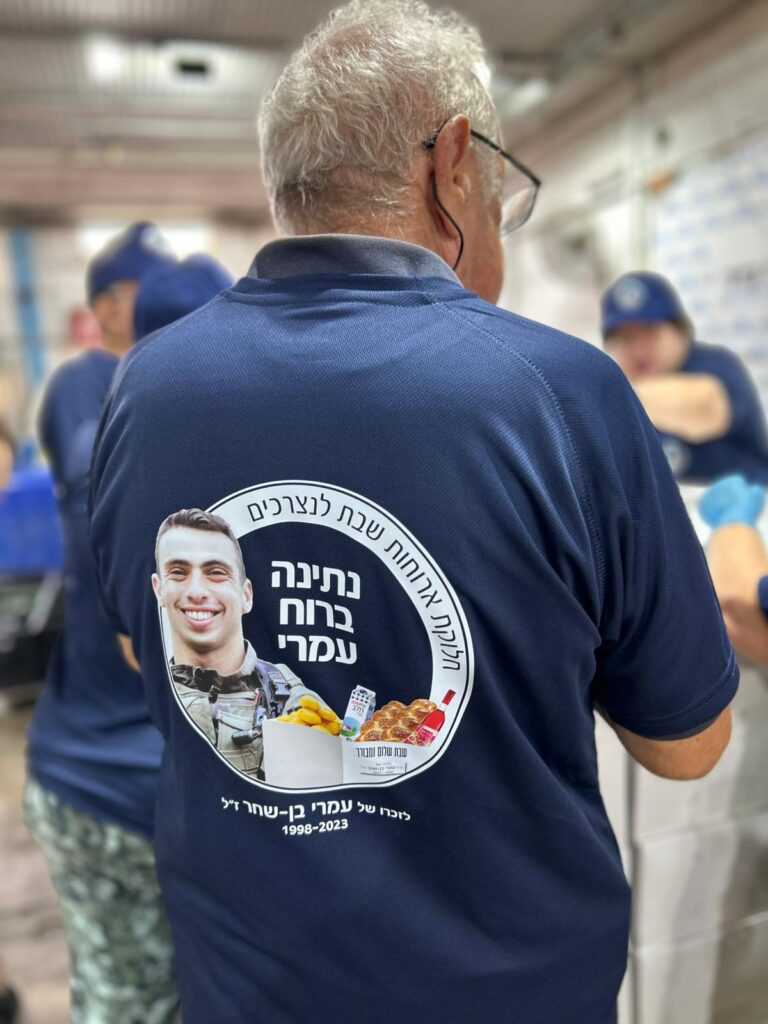 חלוקת ארוחות שבת לנצרכים
נתינה
ברוח
עמרי
שבת שלום ומבורך
לזכרו של עמרי בן-שחר ז"ל
1998-2023